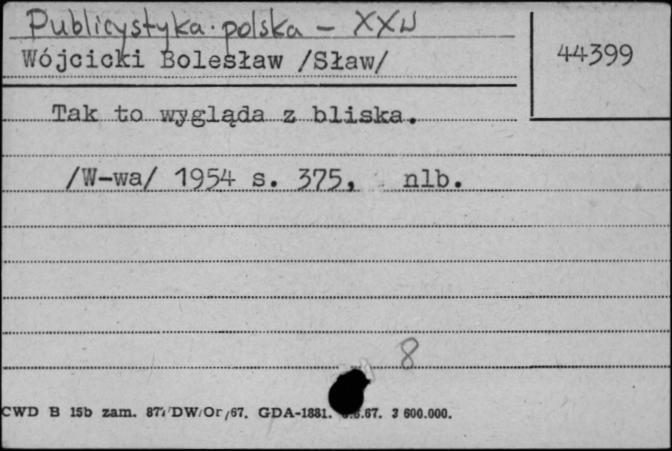 Publicystyka polska - XXw
Wójcicki Bolesław /Sław/
44399
Tak to wygląda z bliska.
/W-wa/ 1954 s. 375, nlb.
8
CWD B 15b zam. DW/Or/67. GDA-1881. .67. 3 600.000.